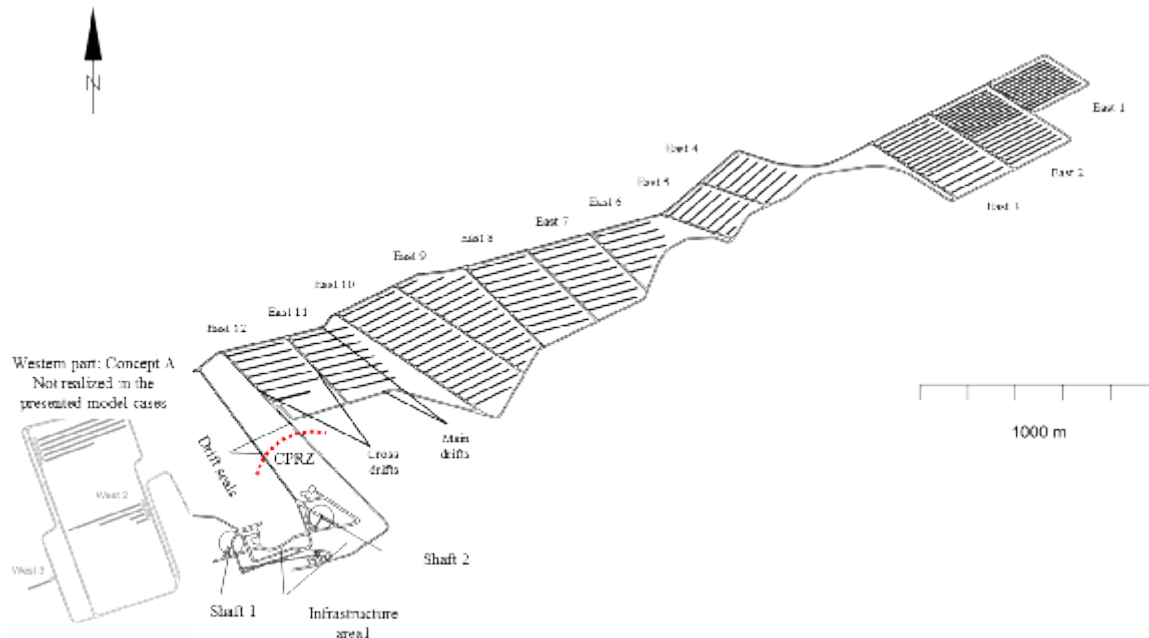 N
East 1
East 4
East 2
East 5
East 3
East 6
East 7
East 8
East 9
East 10
East 11
East 12
Western part: Concept A
Not realized in the
presented model cases
1000 m
Main
drifts
Cross
drifts
CPRZ
Drift seals
West 2
West 3
Shaft 2
Shaft 1
Infrastructure
area1